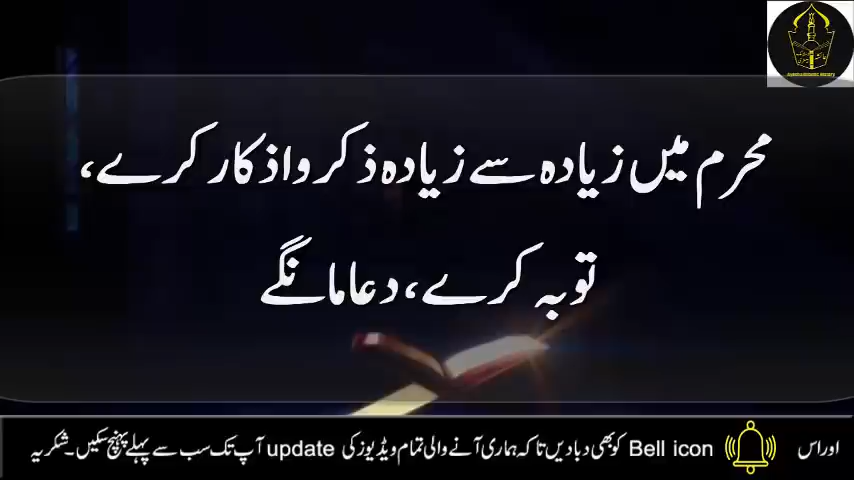 محرم میں زیادہ سے زیادہ ذکر و اذکار کرے،
توبہ کرے، دعا مانگے
اور اس Bell icon کو بھی دبا دیں تاکہ ہماری آنے والی تمام ویڈیوز کی update آپ تک سب سے پہلے پہنچ سکیں۔ شکریہ